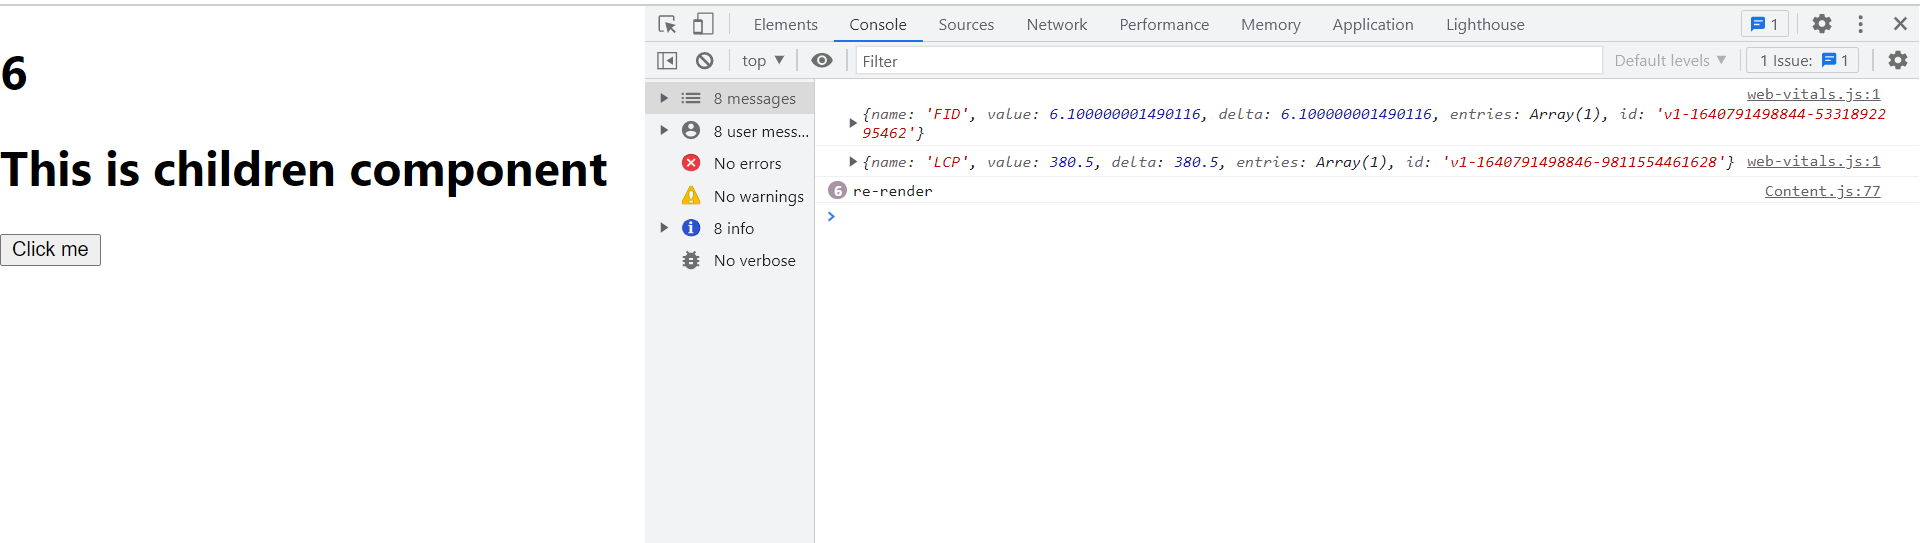 6
This is children component
Click me
Elements Console Sources Network Performance Memory Application Lighthouse 1
top ▼ Filter Default levels ▼ 1 Issue: 1
8 messages
8 user mess...
No errors
No warnings
8 info
No verbose
web-vitals.js:1
{name: 'FID', value: 6.100000001490116, delta: 6.100000001490116, entries: Array(1), id: 'v1-1640791498844-53318922
95462'}
{name: 'LCP', value: 380.5, delta: 380.5, entries: Array(1), id: 'v1-1640791498846-9811554461628'} web-vitals.js:1
6 re-render Content.js:77